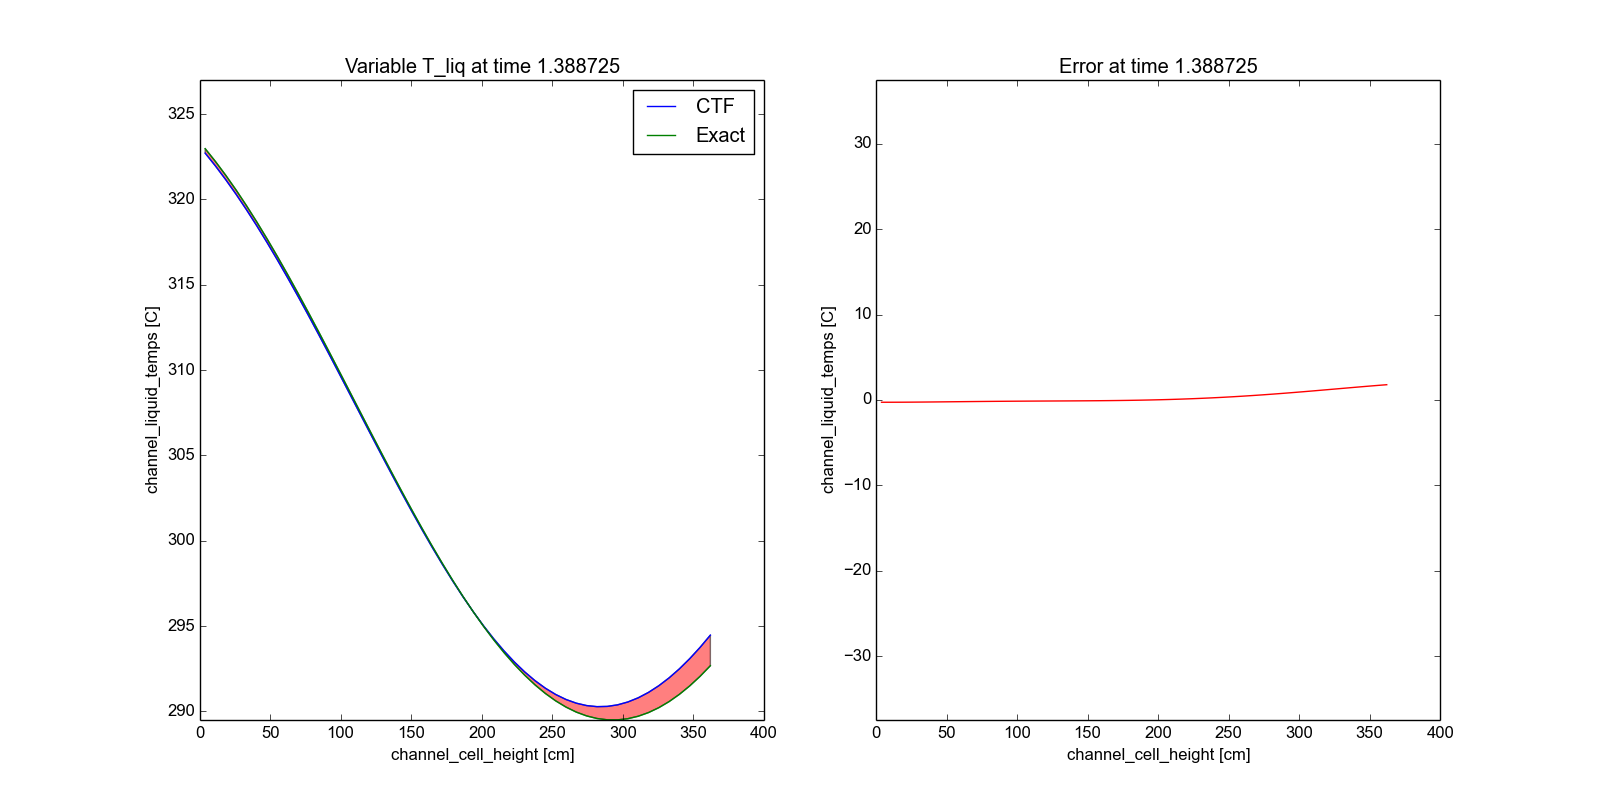 Variable T_liq at time 1.388725
CTF
Exact
325
320
315
310
305
300
295
290
0 50 100 150 200 250 300 350 400
channel_liquid_temps [C]
channel_cell_height [cm]
Error at time 1.388725
30
20
10
0
−10
−20
−30
0 50 100 150 200 250 300 350 400
channel_liquid_temps [C]
channel_cell_height [cm]